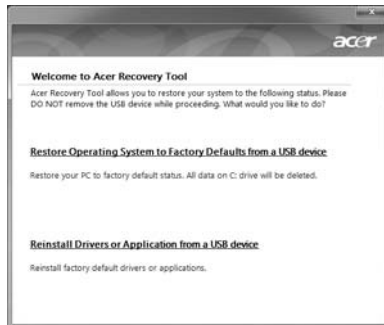 acer
Welcome to Acer Recovery Tool
Acer Recovery Tool allows you to restore your system to the following status. Please
DO NOT remove the USB device while proceeding. What would you like to do?
Restore Operating System to Factory Defaults from a USB device
Restore your PC to factory default status. All data on C: drive will be deleted.
Reinstall Drivers or Application from a USB device
Reinstall factory default drivers or applications.